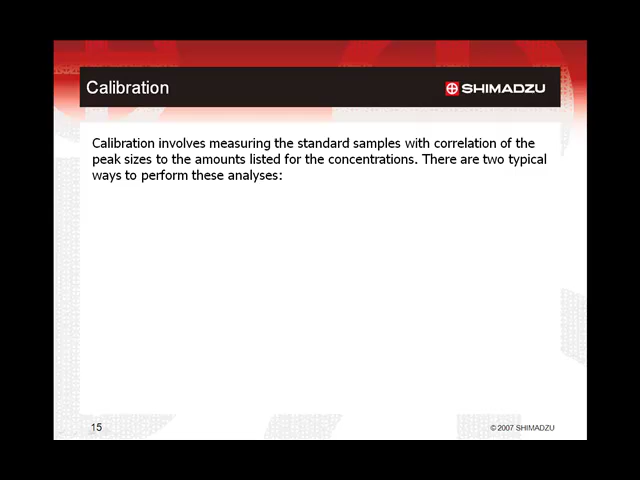 Calibration
SHIMADZU
Calibration involves measuring the standard samples with correlation of the
peak sizes to the amounts listed for the concentrations. There are two typical
ways to perform these analyses:
15
© 2007 SHIMADZU